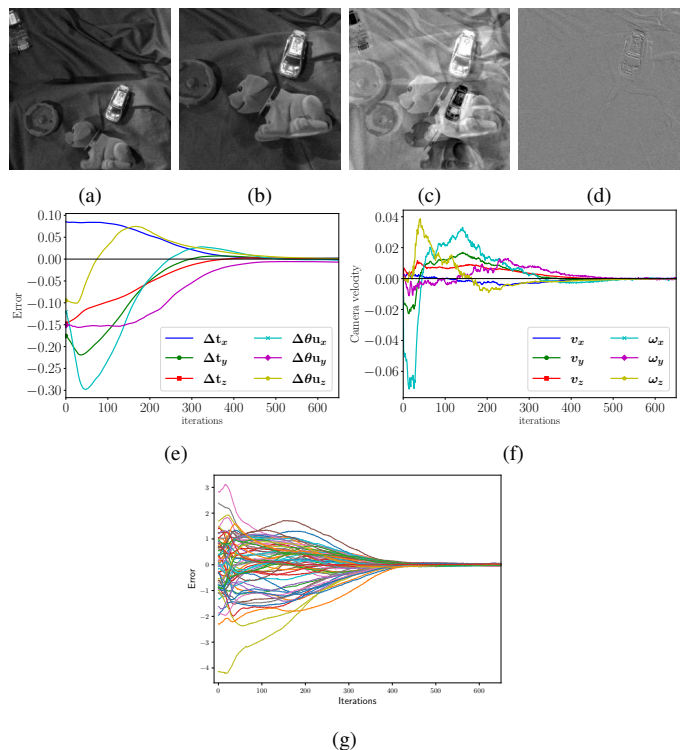 (a) (b) (c) (d)
0.10
0.05
0.00
−0.05
−0.10
−0.15
−0.20
−0.25
−0.30
Error
Δt_x Δθu_x
Δt_y Δθu_y
Δt_z Δθu_z
0 100 200 300 400 500 600
iterations
(e)
0.04
0.02
0.00
−0.02
−0.04
−0.06
Camera velocity
v_x ω_x
v_y ω_y
v_z ω_z
0 100 200 300 400 500 600
iterations
(f)
3
2
1
0
−1
−2
−3
−4
Error
0 100 200 300 400 500 600
Iterations
(g)